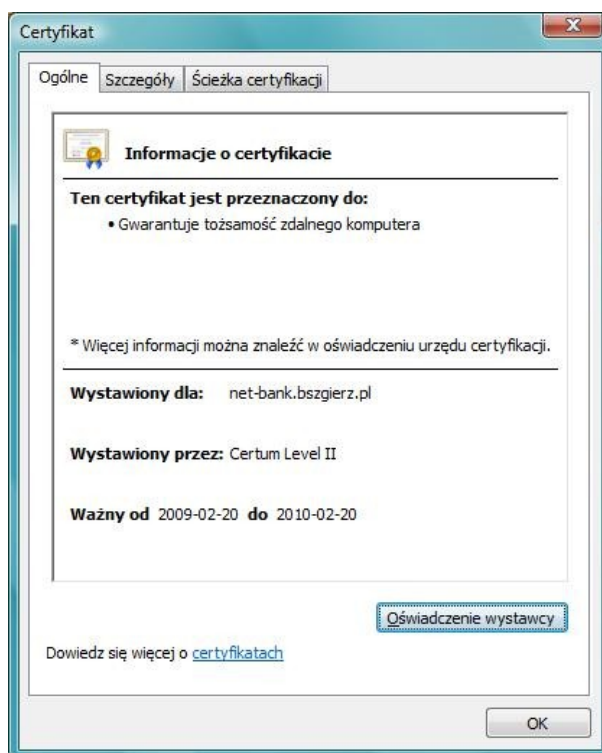 Certyfikat
Ogólne Szczegóły Ścieżka certyfikacji
Informacje o certyfikacie
Ten certyfikat jest przeznaczony do:
• Gwarantuje tożsamość zdalnego komputera
* Więcej informacji można znaleźć w oświadczeniu urzędu certyfikacji.
Wystawiony dla: net-bank.bszgierz.pl
Wystawiony przez: Certum Level II
Ważny od 2009-02-20 do 2010-02-20
Oświadczenie wystawcy
Dowiedz się więcej o certyfikatach
OK